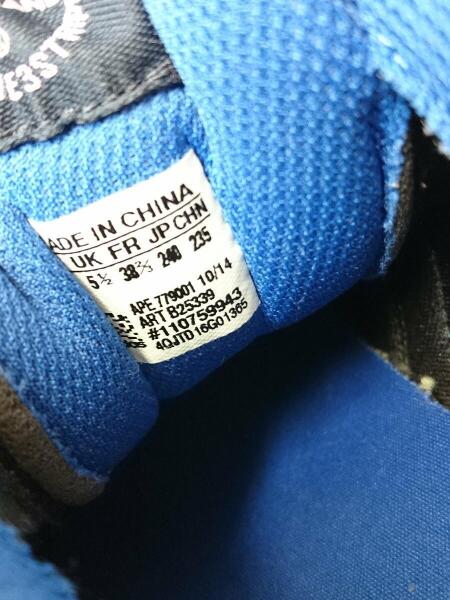 ADE IN CHINA
UK FR JP CHN
5½ 38⅔ 240 235
APE 779001 10/14
ART B25339
#110759943
4QJTD16G01365